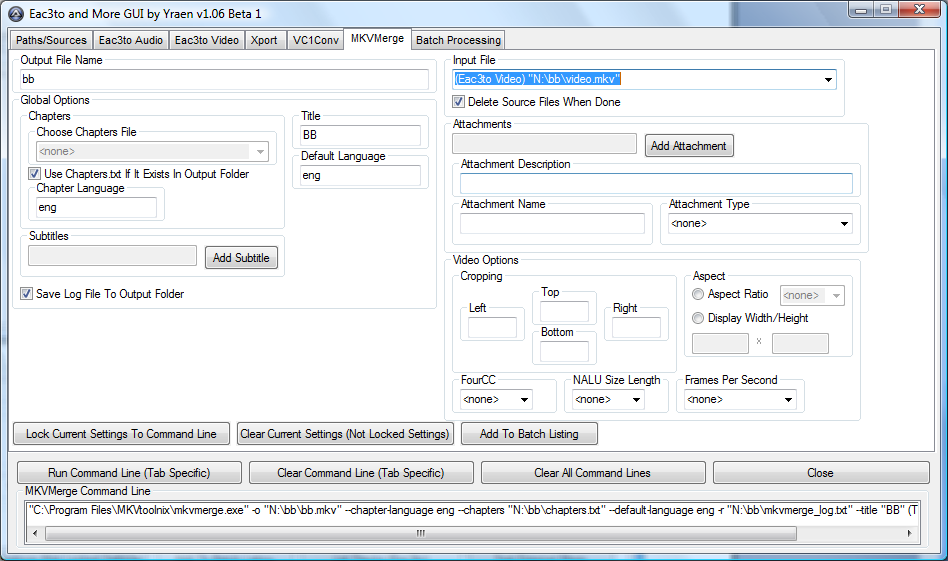 Eac3to and More GUI by Yraen v1.06 Beta 1
Paths/Sources Eac3to Audio Eac3to Video Xport VC1Conv MKVMerge Batch Processing
Output File Name
bb
Global Options
Chapters
Choose Chapters File
<none>
Use Chapters.txt If It Exists In Output Folder
Chapter Language
eng
Title
BB
Default Language
eng
Subtitles
Add Subtitle
Save Log File To Output Folder
Input File
(Eac3to Video) "N:\bb\video.mkv"
Delete Source Files When Done
Attachments
Add Attachment
Attachment Description
Attachment Name
Attachment Type
<none>
Video Options
Cropping
Left
Top
Bottom
Right
Aspect
Aspect Ratio
<none>
Display Width/Height
x
FourCC
<none>
NALU Size Length
<none>
Frames Per Second
<none>
Lock Current Settings To Command Line
Clear Current Settings (Not Locked Settings)
Add To Batch Listing
Run Command Line (Tab Specific)
Clear Command Line (Tab Specific)
Clear All Command Lines
Close
MKVMerge Command Line
"C:\Program Files\MKVtoolnix\mkvmerge.exe" -o "N:\bb\bb.mkv" --chapter-language eng --chapters "N:\bb\chapters.txt" --default-language eng -r "N:\bb\mkvmerge_log.txt" --title "BB" (T